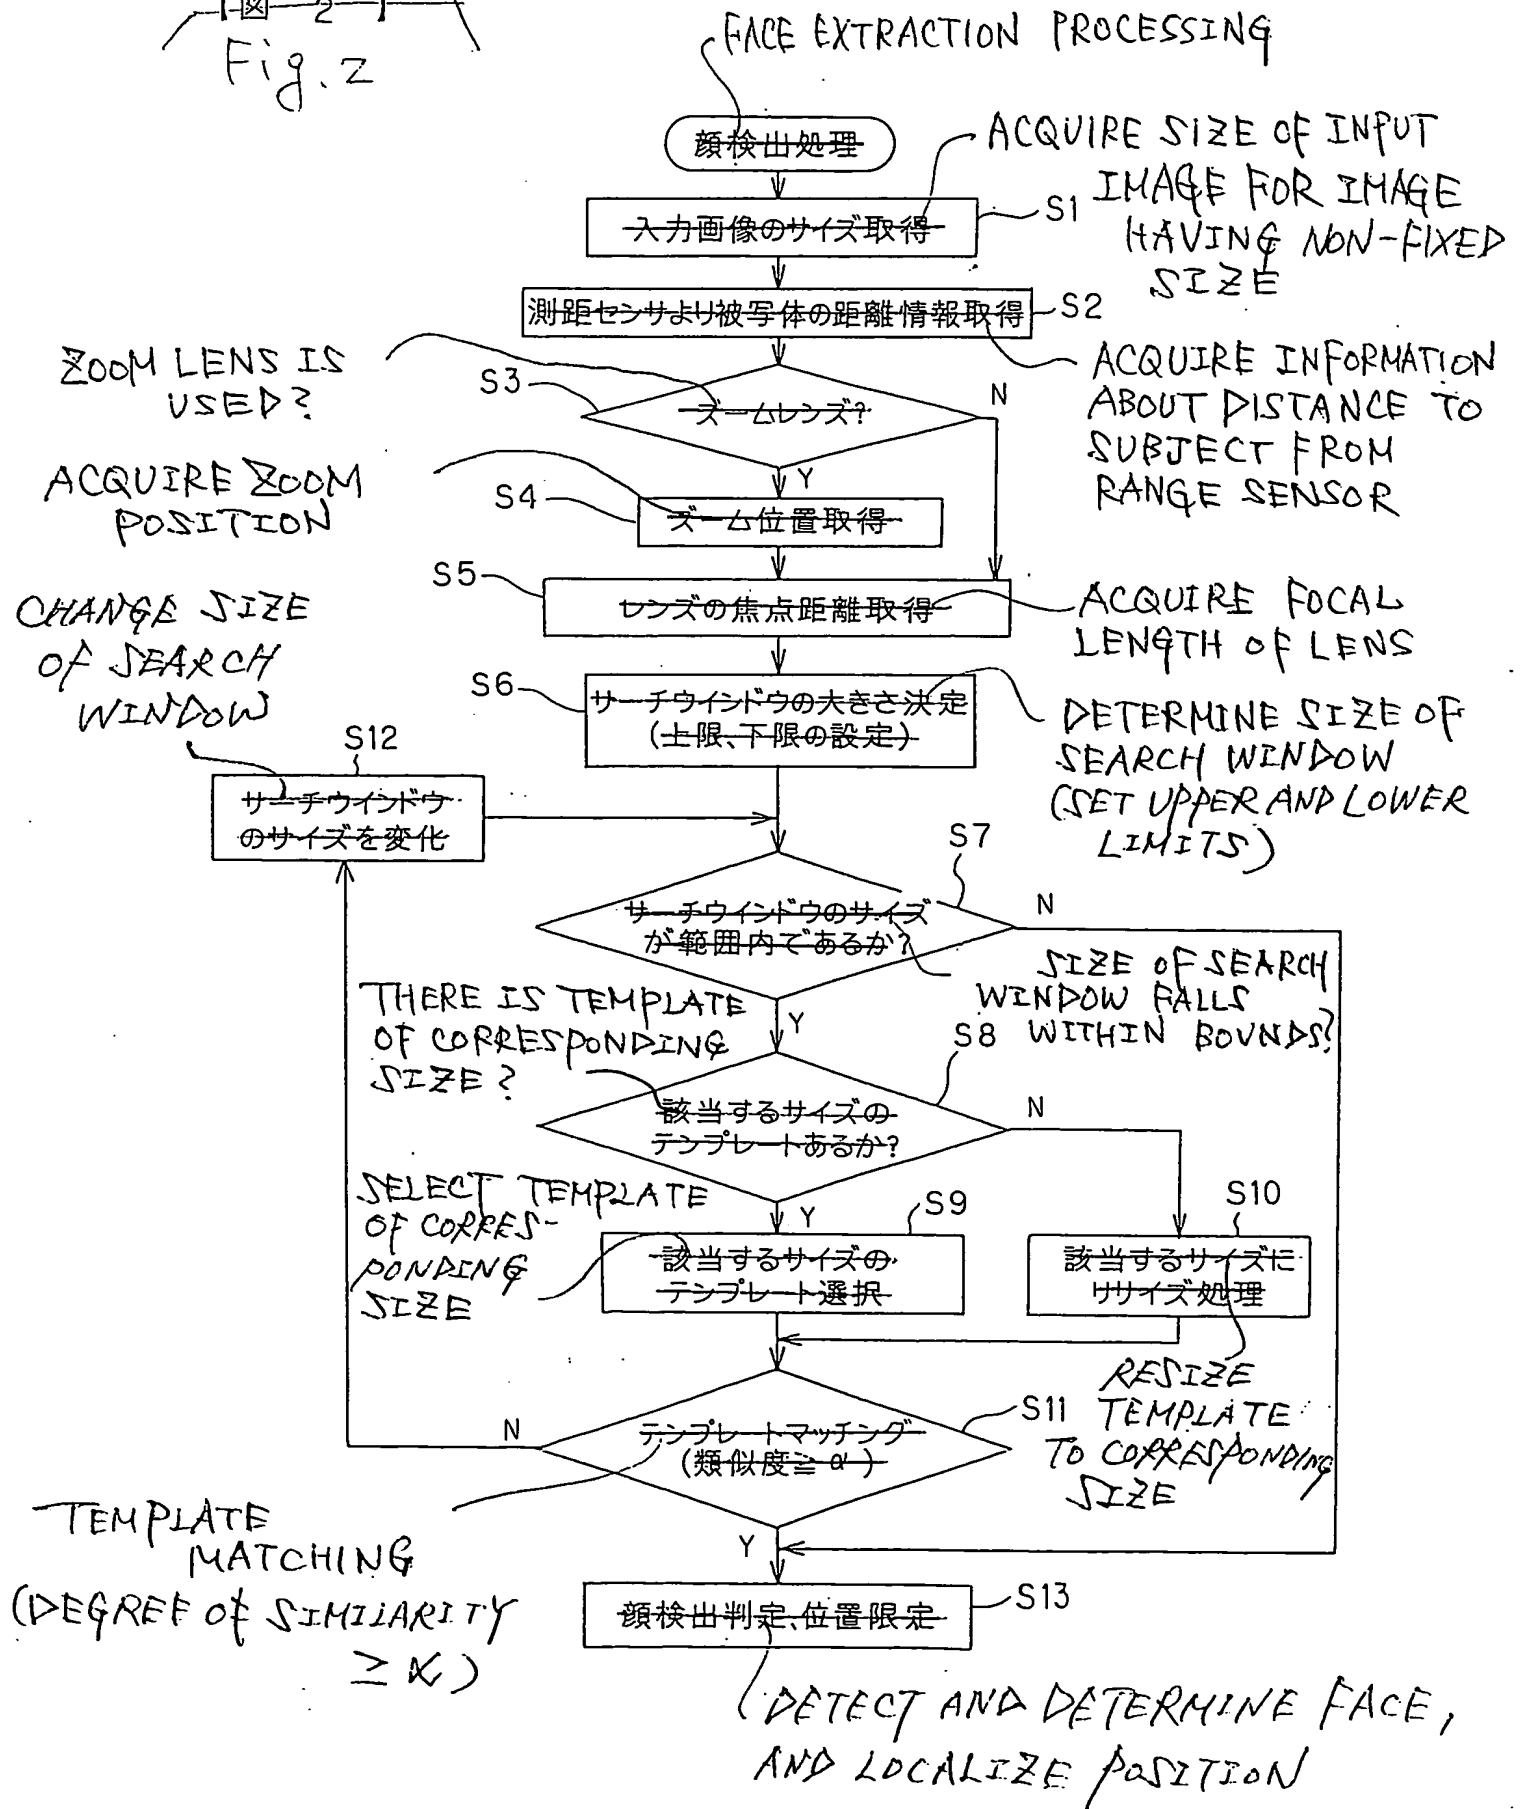 【図 2 】
Fig. 2
FACE EXTRACTION PROCESSING
顔検出処理
ACQUIRE SIZE OF INPUT
IMAGE FOR IMAGE
HAVING NON-FIXED
SIZE
S1
入力画像のサイズ取得
S2
測距センサより被写体の距離情報取得
ACQUIRE INFORMATION
ABOUT DISTANCE TO
SUBJECT FROM
RANGE SENSOR
ZOOM LENS IS
USED?
S3
ズームレンズ?
N
Y
ACQUIRE ZOOM
POSITION
S4
ズーム位置取得
S5
レンズの焦点距離取得
ACQUIRE FOCAL
LENGTH OF LENS
CHANGE SIZE
OF SEARCH
WINDOW
S6
サーチウインドウの大きさ決定
(上限、下限の設定)
DETERMINE SIZE OF
SEARCH WINDOW
(SET UPPER AND LOWER
LIMITS)
S12
サーチウインドウ
のサイズを変化
S7
サーチウインドウのサイズ
が範囲内であるか?
N
Y
SIZE OF SEARCH
WINDOW FALLS
WITHIN BOUNDS?
THERE IS TEMPLATE
OF CORRESPONDING
SIZE?
S8
該当するサイズの
テンプレートあるか?
N
Y
SELECT TEMPLATE
OF CORRES-
PONDING
SIZE
S9
該当するサイズの
テンプレート選択
S10
該当するサイズに
リサイズ処理
RESIZE
TEMPLATE
TO CORRESPONDING
SIZE
S11
テンプレートマッチング
(類似度≧α)
N
Y
TEMPLATE
MATCHING
(DEGREE OF SIMILARITY
≥ α)
S13
顔検出判定、位置限定
DETECT AND DETERMINE FACE,
AND LOCALIZE POSITION